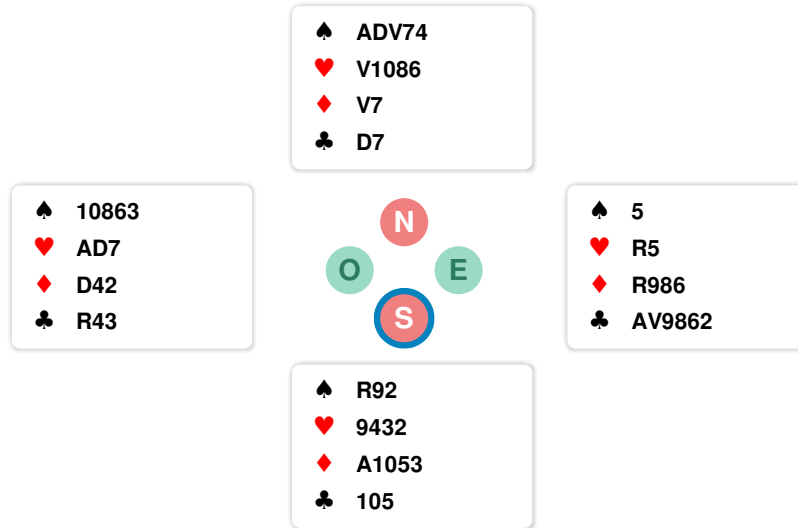 ♠ ADV74
♥ V1086
♦ V7
♣ D7
♠ 10863
♥ AD7
♦ D42
♣ R43
N
O E
S
♠ 5
♥ R5
♦ R986
♣ AV9862
♠ R92
♥ 9432
♦ A1053
♣ 105